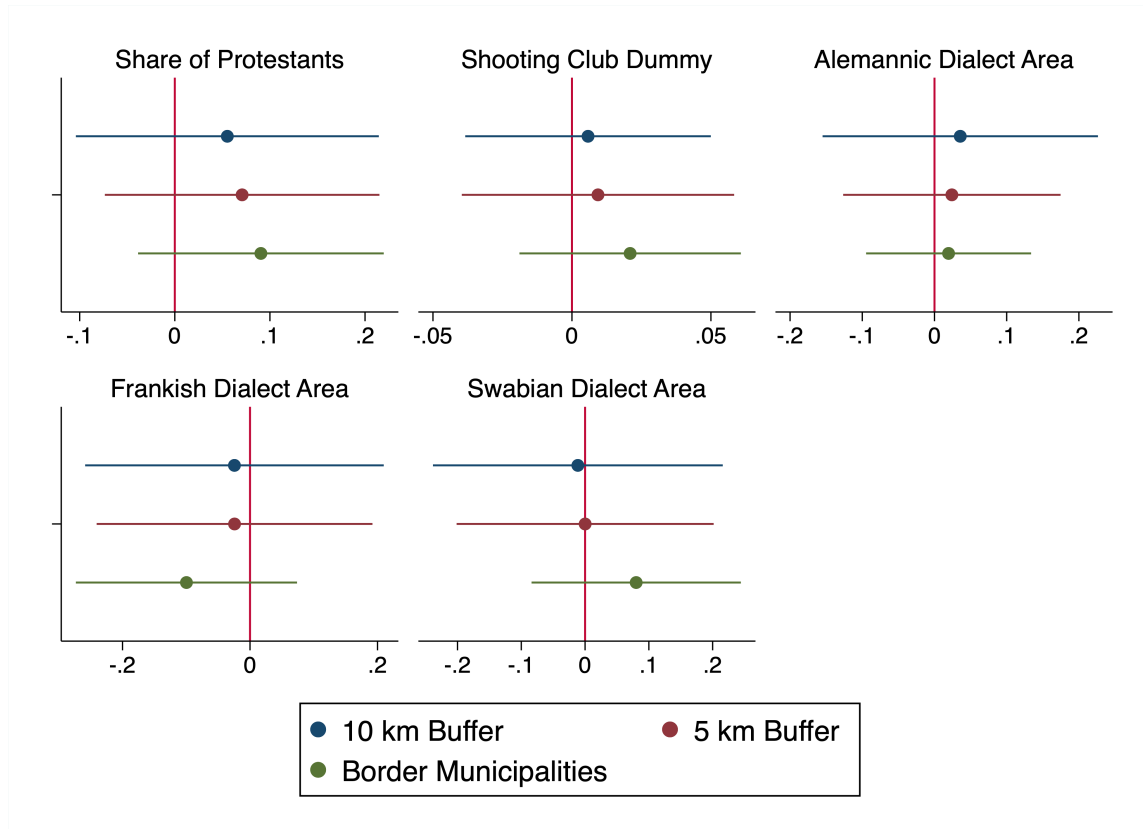 Share of Protestants
Shooting Club Dummy
Alemannic Dialect Area
-.1 0 .1 .2
-.05 0 .05
-.2 -.1 0 .1 .2
Frankish Dialect Area
Swabian Dialect Area
-.2 0 .2
-.2 -.1 0 .1 .2
10 km Buffer
5 km Buffer
Border Municipalities